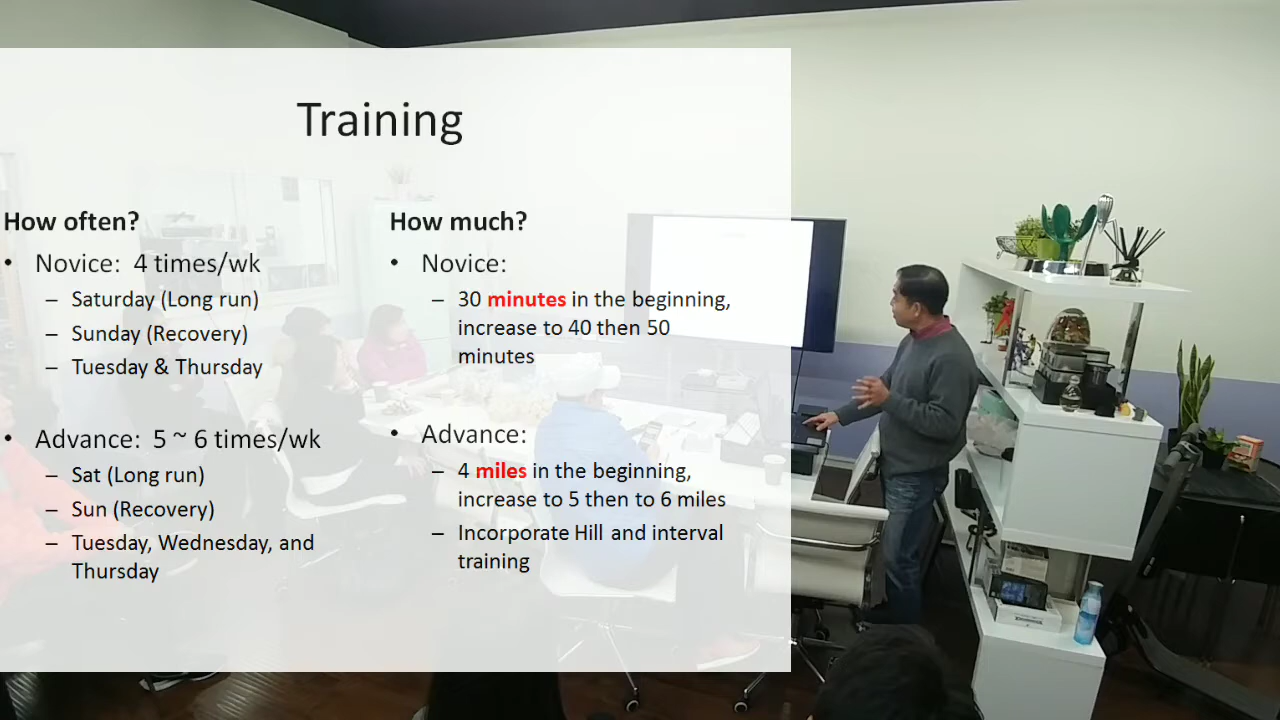 Training
How often?
• Novice: 4 times/wk
– Saturday (Long run)
– Sunday (Recovery)
– Tuesday & Thursday
• Advance: 5 ~ 6 times/wk
– Sat (Long run)
– Sun (Recovery)
– Tuesday, Wednesday, and
Thursday
How much?
• Novice:
– 30 minutes in the beginning,
increase to 40 then 50
minutes
• Advance:
– 4 miles in the beginning,
increase to 5 then to 6 miles
– Incorporate Hill and interval
training